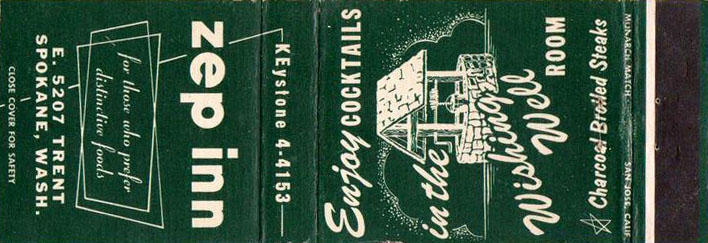 zep inn
for those who prefer
distinctive foods
E. 5207 TRENT
SPOKANE, WASH.
CLOSE COVER FOR SAFETY
KEystone 4-4153
Enjoy COCKTAILS
in the
Wishing
Well
ROOM
Charcoal Broiled Steaks
MONARCH MATCH
SAN JOSE, CALIF